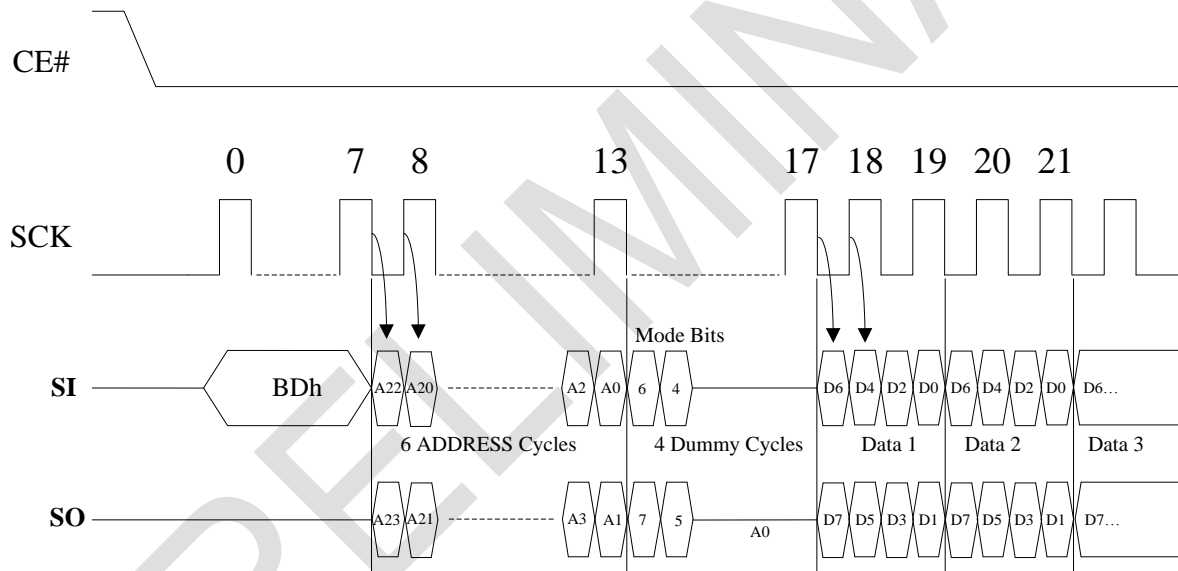 CE#
0 7 8 13 17 18 19 20 21
SCK
Mode Bits
SI BDh A22 A20 A2 A0 6 4 D6 D4 D2 D0 D6 D4 D2 D0 D6...
6 ADDRESS Cycles 4 Dummy Cycles Data 1 Data 2 Data 3
SO A23 A21 A3 A1 7 5 A0 D7 D5 D3 D1 D7 D5 D3 D1 D7...